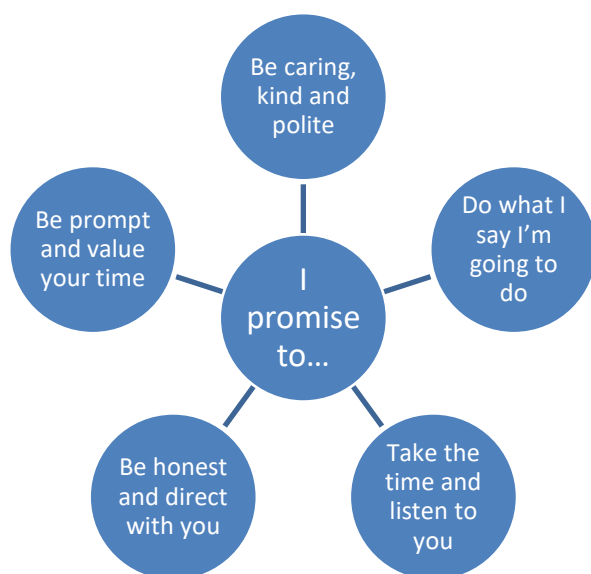 Be caring,
kind and
polite
Be prompt
and value
your time
Do what I
say I’m
going to
do
I
promise
to…
Be honest
and direct
with you
Take the
time and
listen to
you